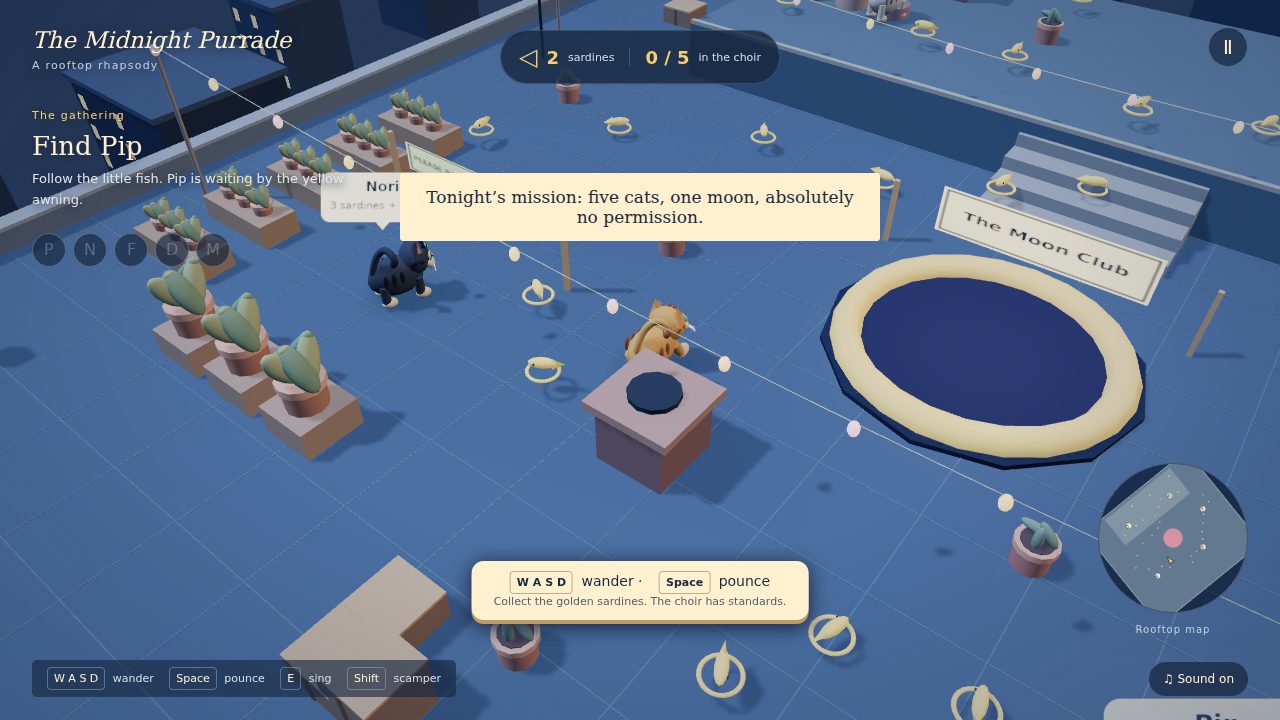 The Midnight Purrade
A rooftop rhapsody
◁ 2 sardines 0 / 5 in the choir
The gathering
Find Pip
Follow the little fish. Pip is waiting by the yellow
awning.
P N F D M
Nori
3 sardines +
Tonight’s mission: five cats, one moon, absolutely
no permission.
The Moon Club
W A S D wander · Space pounce
Collect the golden sardines. The choir has standards.
Rooftop map
W A S D wander Space pounce E sing Shift scamper
♫ Sound on